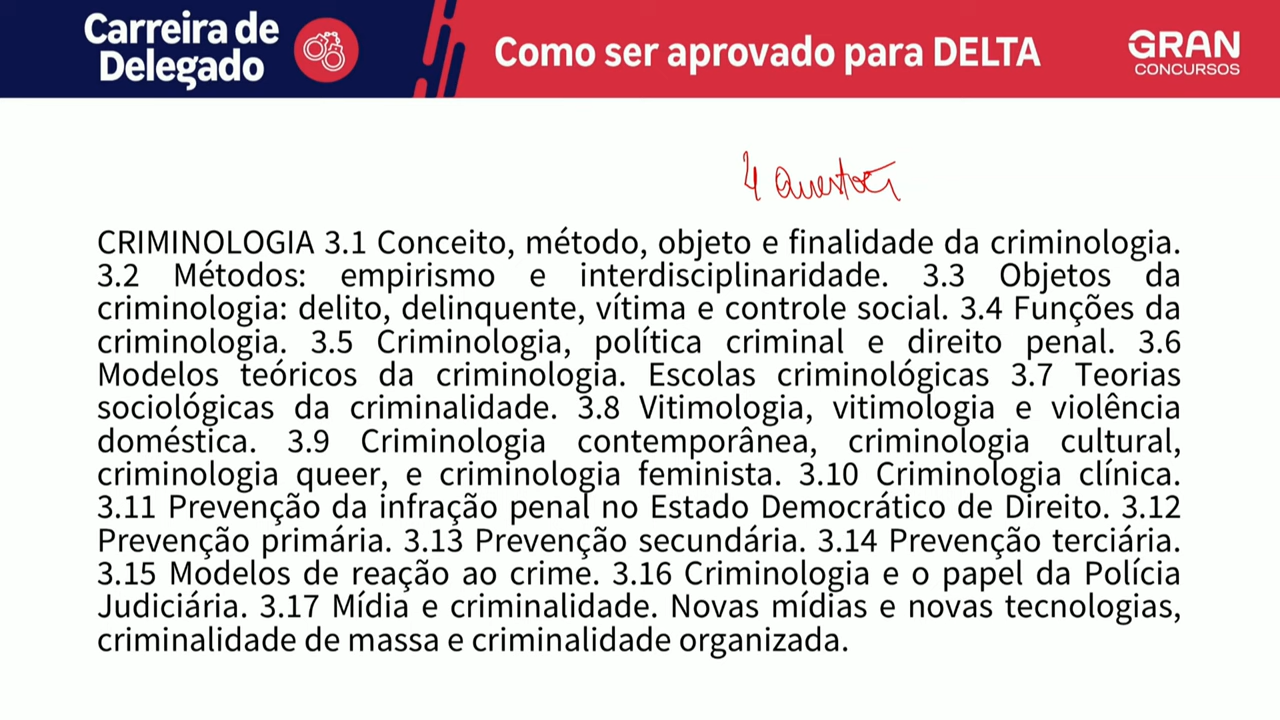 Carreira de
Delegado
Como ser aprovado para DELTA
GRAN
CONCURSOS
4 questões
CRIMINOLOGIA 3.1 Conceito, método, objeto e finalidade da criminologia.
3.2 Métodos: empirismo e interdisciplinaridade. 3.3 Objetos da
criminologia: delito, delinquente, vítima e controle social. 3.4 Funções da
criminologia. 3.5 Criminologia, política criminal e direito penal. 3.6
Modelos teóricos da criminologia. Escolas criminológicas 3.7 Teorias
sociológicas da criminalidade. 3.8 Vitimologia, vitimologia e violência
doméstica. 3.9 Criminologia contemporânea, criminologia cultural,
criminologia queer, e criminologia feminista. 3.10 Criminologia clínica.
3.11 Prevenção da infração penal no Estado Democrático de Direito. 3.12
Prevenção primária. 3.13 Prevenção secundária. 3.14 Prevenção terciária.
3.15 Modelos de reação ao crime. 3.16 Criminologia e o papel da Polícia
Judiciária. 3.17 Mídia e criminalidade. Novas mídias e novas tecnologias,
criminalidade de massa e criminalidade organizada.